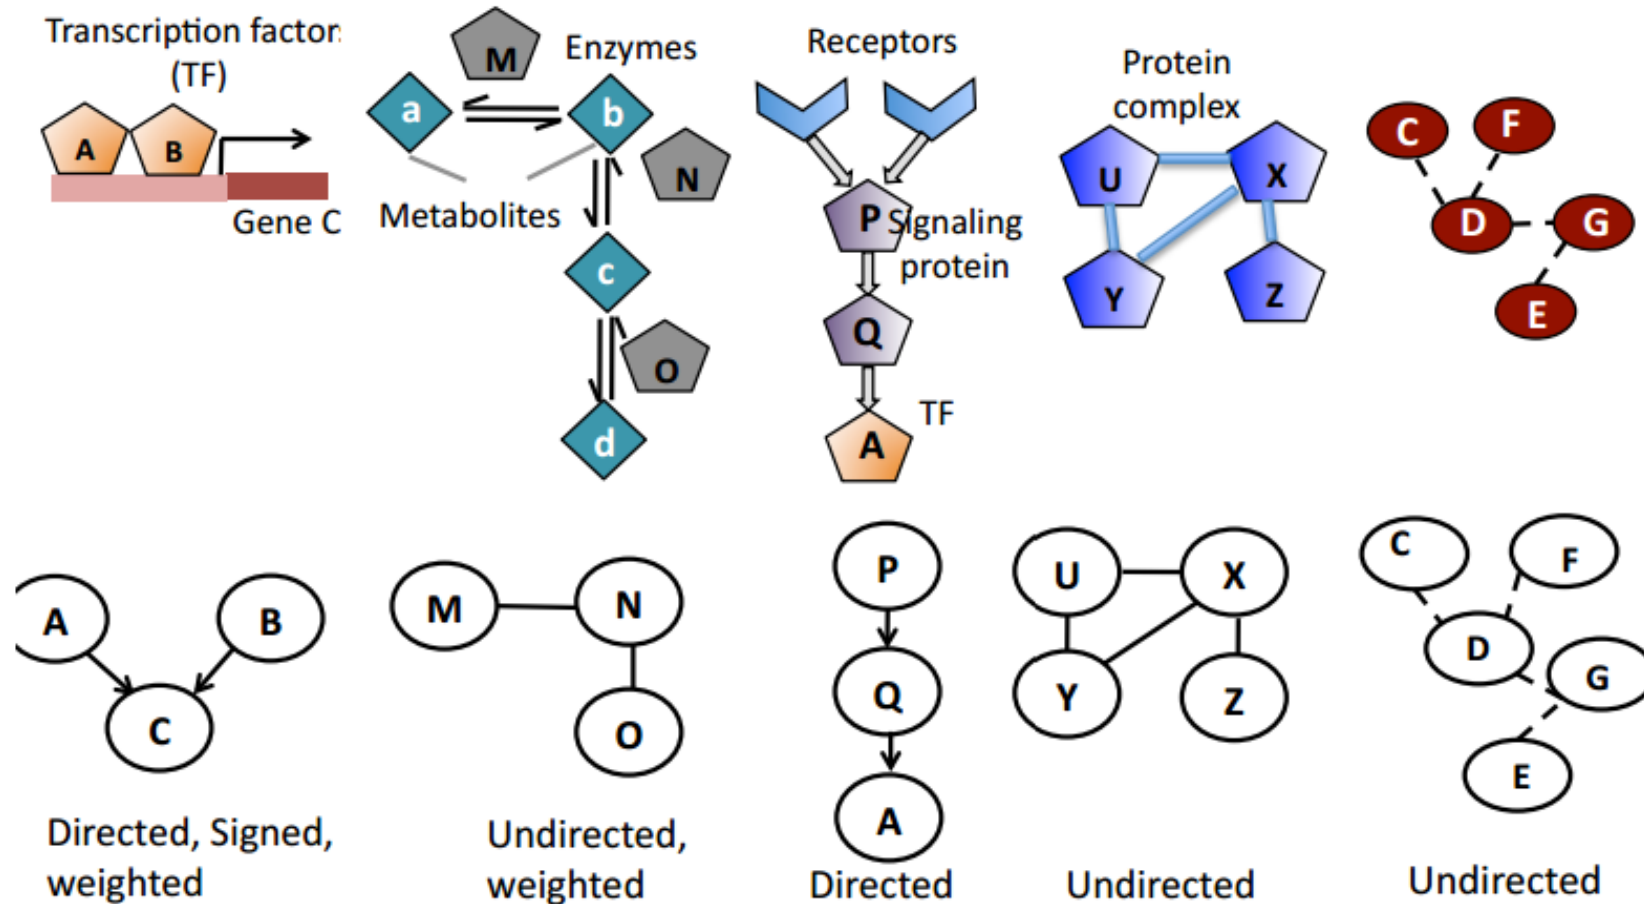 Transcription factor
(TF)
A
B
Gene C
M
Enzymes
a
b
N
Metabolites
c
O
d
Receptors
P
Signaling
protein
Q
TF
A
Protein
complex
U
X
Y
Z
C
F
D
G
E
A
B
C
Directed, Signed,
weighted
M
N
O
Undirected,
weighted
P
Q
A
Directed
U
X
Y
Z
Undirected
C
F
D
G
E
Undirected